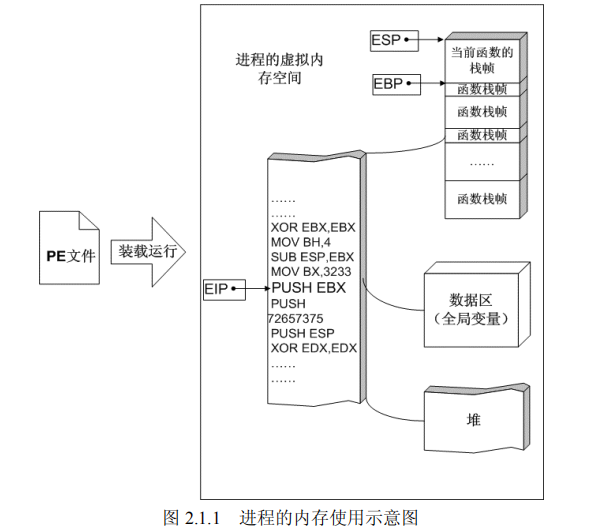 进程的虚拟内
存空间
ESP
当前函数的
栈帧
EBP
函数栈帧
函数栈帧
函数栈帧
……
函数栈帧
PE文件
装载运行
EIP
……
……
XOR EBX,EBX
MOV BH,4
SUB ESP,EBX
MOV BX,3233
PUSH EBX
PUSH
72657375
PUSH ESP
XOR EDX,EDX
……
……
数据区
（全局变量）
堆
图 2.1.1 进程的内存使用示意图